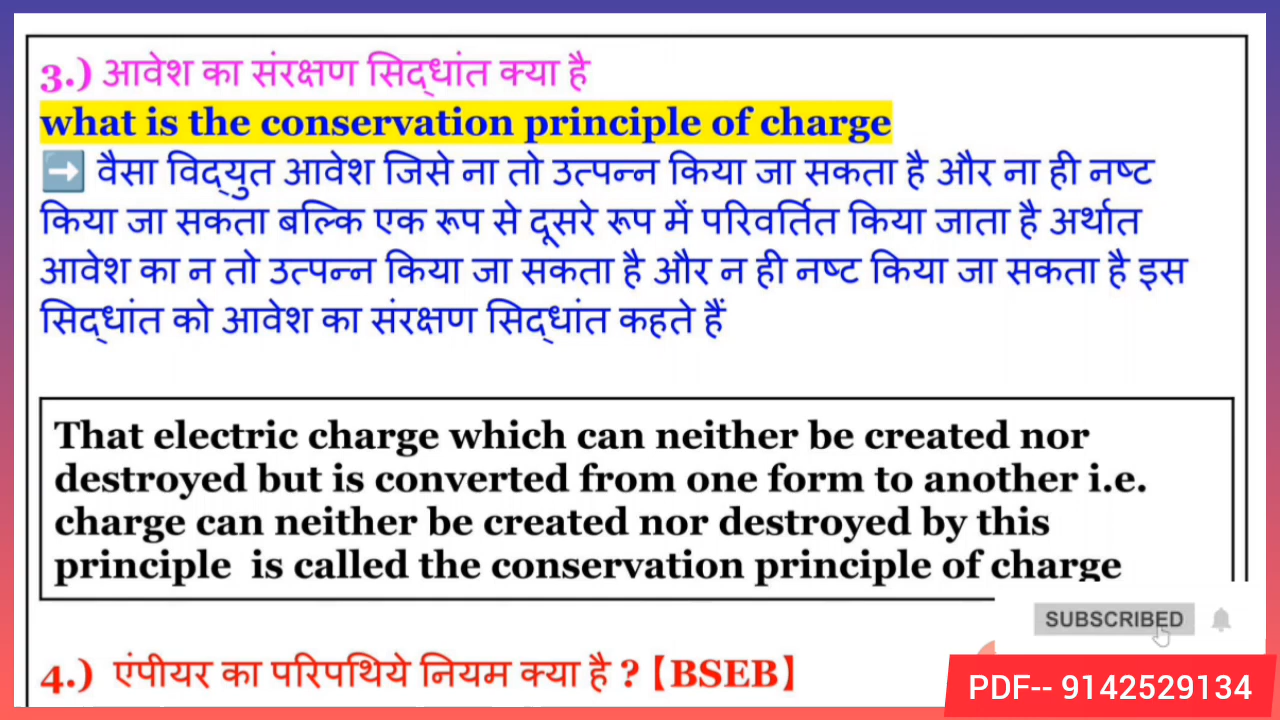 3.) आवेश का संरक्षण सिद्धांत क्या है
what is the conservation principle of charge
➡ वैसा विद्युत आवेश जिसे ना तो उत्पन्न किया जा सकता है और ना ही नष्ट
किया जा सकता बल्कि एक रूप से दूसरे रूप में परिवर्तित किया जाता है अर्थात
आवेश का न तो उत्पन्न किया जा सकता है और न ही नष्ट किया जा सकता है इस
सिद्धांत को आवेश का संरक्षण सिद्धांत कहते हैं
That electric charge which can neither be created nor
destroyed but is converted from one form to another i.e.
charge can neither be created nor destroyed by this
principle is called the conservation principle of charge
SUBSCRIBED
4.) एंपीयर का परिपथिये नियम क्या है ? 【BSEB】
PDF-- 9142529134